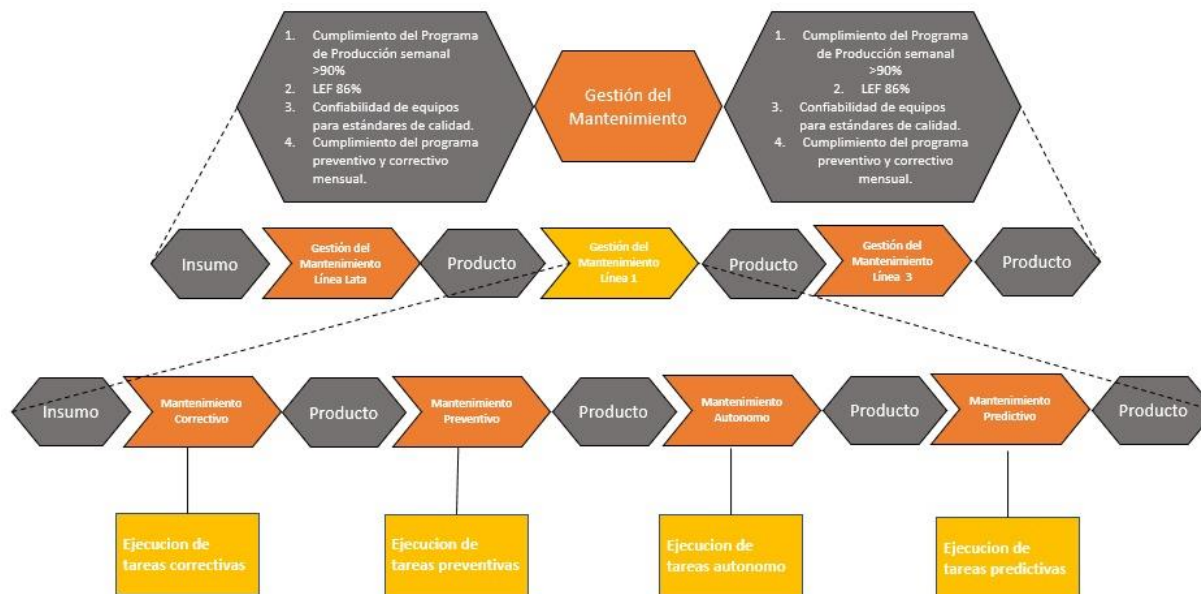 1. Cumplimiento del Programa
de Producción semanal
>90%
2. LEF 86%
3. Confiabilidad de equipos
para estándares de calidad.
4. Cumplimiento del programa
preventivo y correctivo
mensual.
Gestión del
Mantenimiento
1. Cumplimiento del Programa
de Producción semanal
>90%
2. LEF 86%
3. Confiabilidad de equipos
para estándares de calidad.
4. Cumplimiento del programa
preventivo y correctivo
mensual.
Insumo
Gestión del
Mantenimiento
Línea Lata
Producto
Gestión del
Mantenimiento
Línea 1
Producto
Gestión del
Mantenimiento
Línea 3
Producto
Insumo
Mantenimiento
Correctivo
Producto
Mantenimiento
Preventivo
Producto
Mantenimiento
Autonomo
Producto
Mantenimiento
Predictivo
Producto
Ejecucion de
tareas correctivas
Ejecucion de
tareas preventivas
Ejecucion de
tareas autonomo
Ejecucion de
tareas predictivas